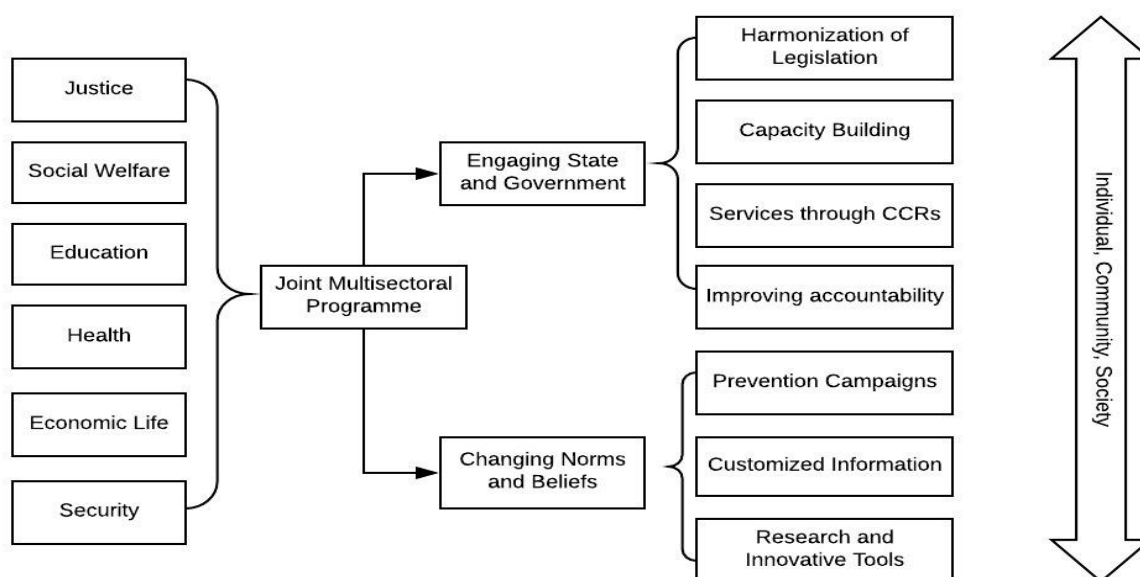 Justice
Social Welfare
Education
Health
Economic Life
Security
Joint Multisectoral
Programme
Engaging State
and Government
Changing Norms
and Beliefs
Harmonization of
Legislation
Capacity Building
Services through CCRs
Improving accountability
Prevention Campaigns
Customized Information
Research and
Innovative Tools
Individual, Community, Society